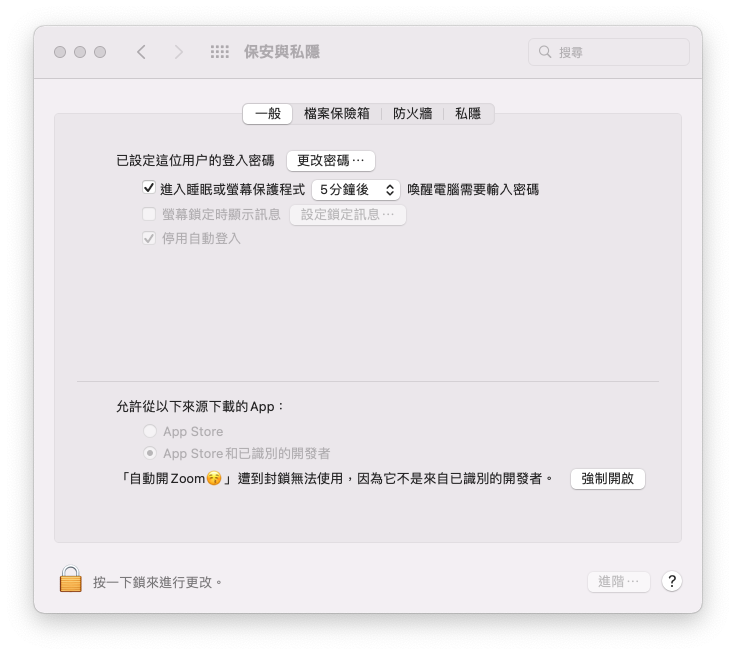 保安與私隱
搜尋
一般 檔案保險箱 防火牆 私隱
已設定這位用户的登入密碼 更改密碼⋯
進入睡眠或螢幕保護程式 5分鐘後 喚醒電腦需要輸入密碼
螢幕鎖定時顯示訊息 設定鎖定訊息⋯
停用自動登入
允許從以下來源下載的App：
App Store
App Store和已識別的開發者
「自動開Zoom😚」遭到封鎖無法使用，因為它不是來自已識別的開發者。 強制開啟
按一下鎖來進行更改。
進階⋯ ?